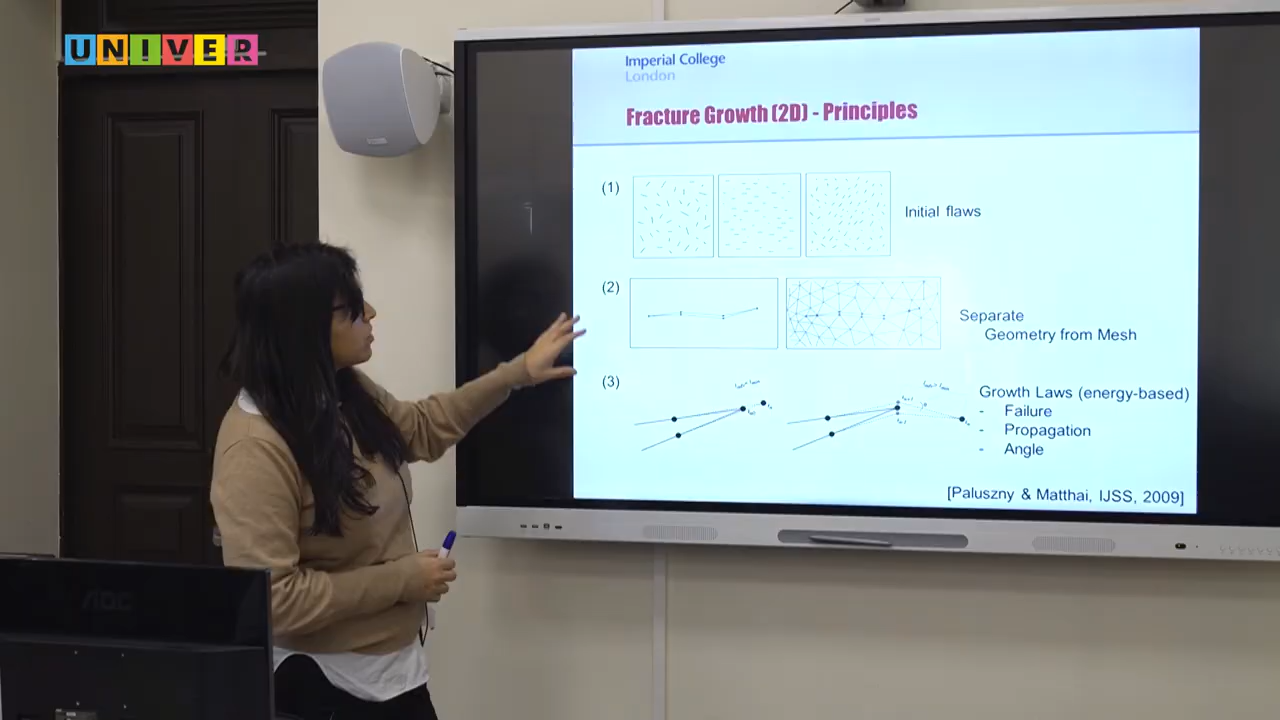 UNIVER
Imperial College
London
Fracture Growth (2D) - Principles
(1)
Initial flaws
(2)
Separate
Geometry from Mesh
(3)
Growth Laws (energy-based)
- Failure
- Propagation
- Angle
[Paluszny & Matthai, IJSS, 2009]
AOC